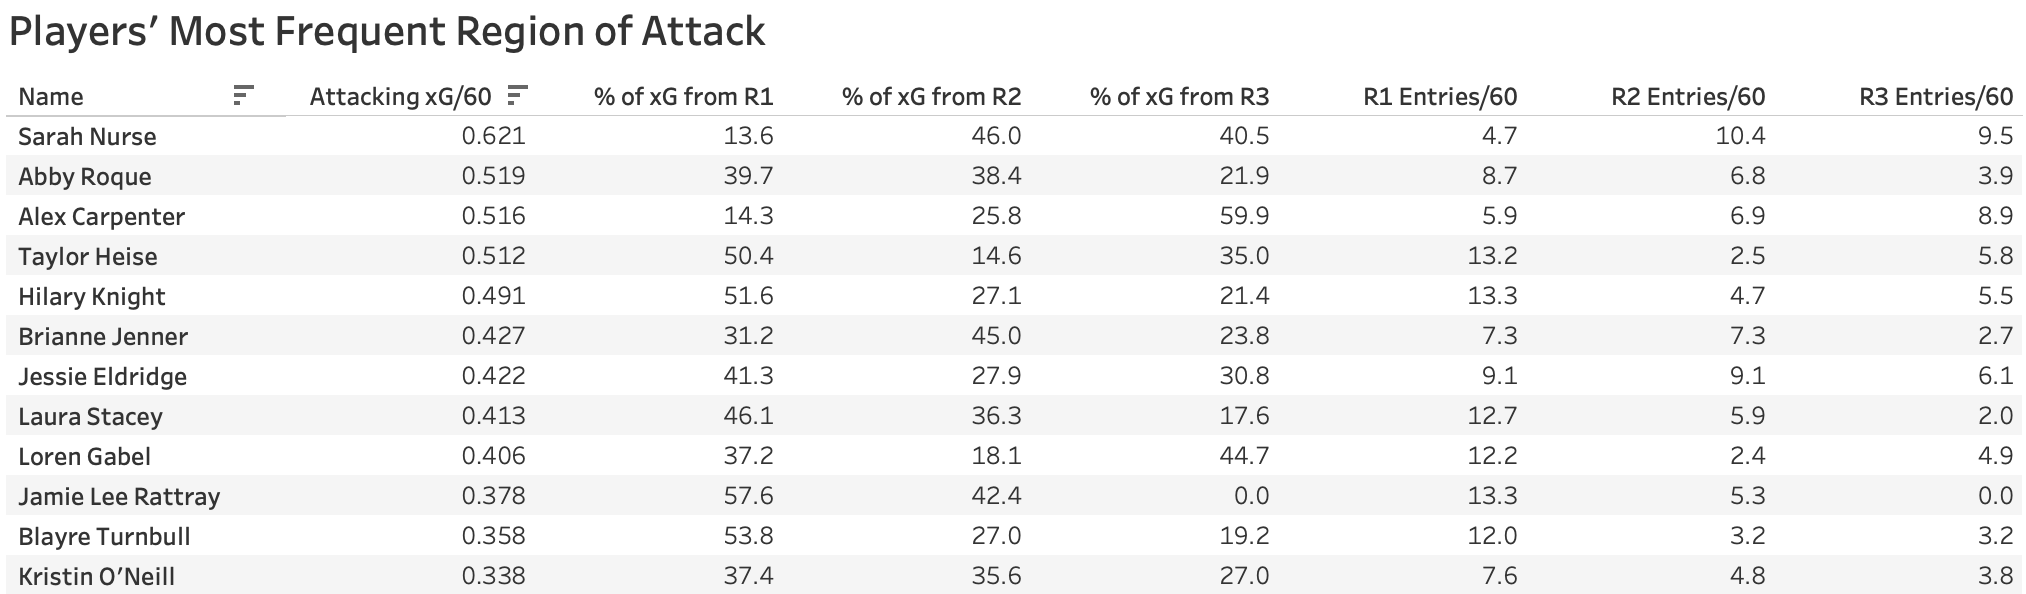 Players’ Most Frequent Region of Attack
Name Attacking xG/60 % of xG from R1 % of xG from R2 % of xG from R3 R1 Entries/60 R2 Entries/60 R3 Entries/60
Sarah Nurse 0.621 13.6 46.0 40.5 4.7 10.4 9.5
Abby Roque 0.519 39.7 38.4 21.9 8.7 6.8 3.9
Alex Carpenter 0.516 14.3 25.8 59.9 5.9 6.9 8.9
Taylor Heise 0.512 50.4 14.6 35.0 13.2 2.5 5.8
Hilary Knight 0.491 51.6 27.1 21.4 13.3 4.7 5.5
Brianne Jenner 0.427 31.2 45.0 23.8 7.3 7.3 2.7
Jessie Eldridge 0.422 41.3 27.9 30.8 9.1 9.1 6.1
Laura Stacey 0.413 46.1 36.3 17.6 12.7 5.9 2.0
Loren Gabel 0.406 37.2 18.1 44.7 12.2 2.4 4.9
Jamie Lee Rattray 0.378 57.6 42.4 0.0 13.3 5.3 0.0
Blayre Turnbull 0.358 53.8 27.0 19.2 12.0 3.2 3.2
Kristin O’Neill 0.338 37.4 35.6 27.0 7.6 4.8 3.8